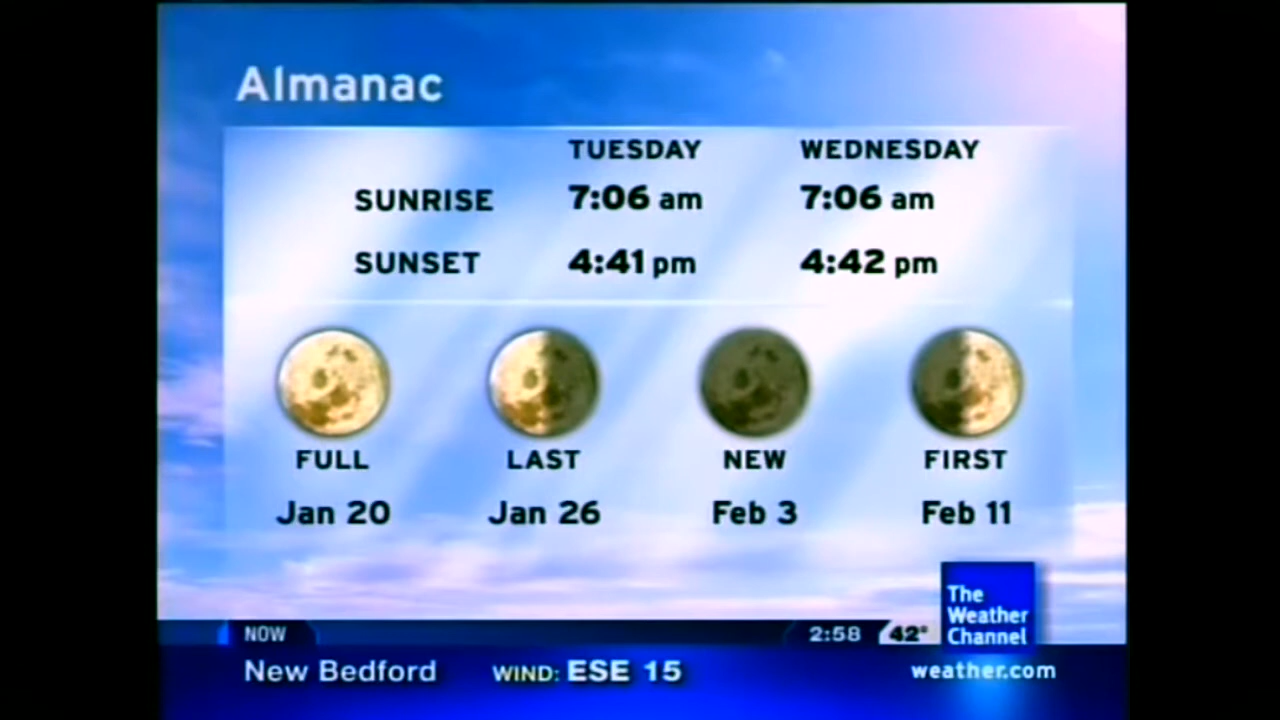 Almanac
TUESDAY WEDNESDAY
SUNRISE 7:06 am 7:06 am
SUNSET 4:41 pm 4:42 pm
FULL LAST NEW FIRST
Jan 20 Jan 26 Feb 3 Feb 11
The
Weather
Channel
NOW 2:58 42°
New Bedford WIND: ESE 15 weather.com